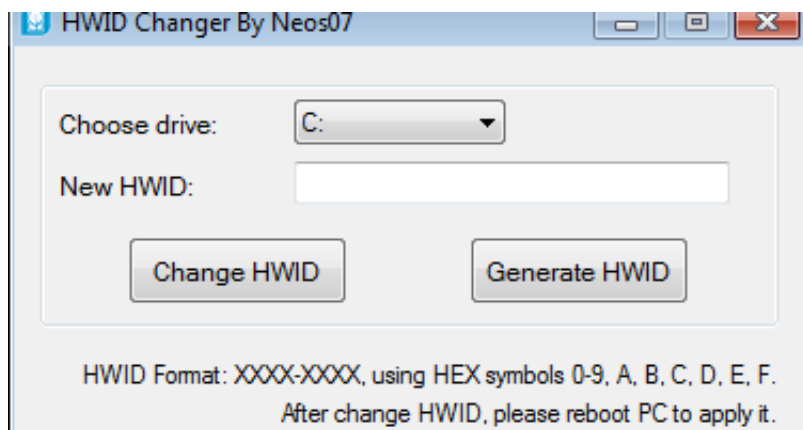 HWID Changer By Neos07
Choose drive: C:
New HWID:
Change HWID Generate HWID
HWID Format: XXXX-XXXX, using HEX symbols 0-9, A, B, C, D, E, F.
After change HWID, please reboot PC to apply it.